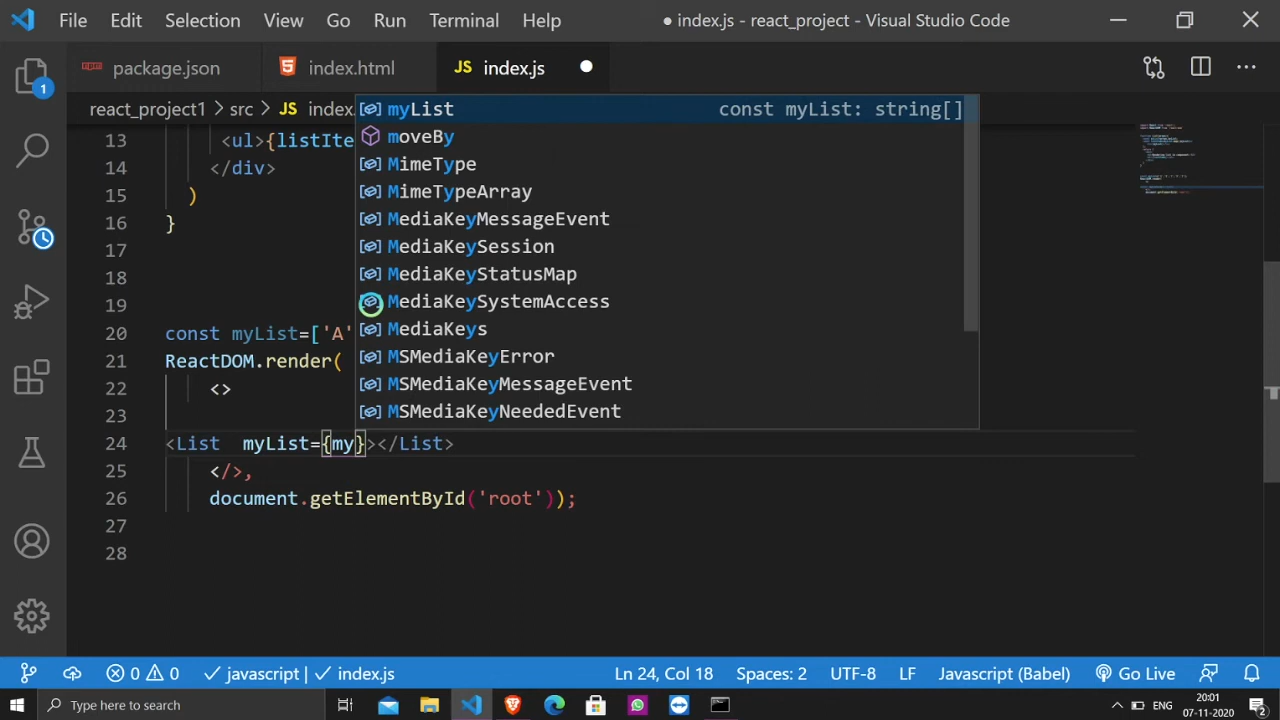 File Edit Selection View Go Run Terminal Help
● index.js - react_project - Visual Studio Code
package.json index.html JS index.js
1
react_project1 > src > JS index.
myList const myList: string[]
moveBy
MimeType
MimeTypeArray
MediaKeyMessageEvent
MediaKeySession
MediaKeyStatusMap
MediaKeySystemAccess
MediaKeys
MSMediaKeyError
MSMediaKeyMessageEvent
MSMediaKeyNeededEvent
13 <ul>{listIte
14 </div>
15 )
16 }
17
18
19
20 const myList=['A'
21 ReactDOM.render(
22 <>
23
24 <List myList={my}></List>
25 </>,
26 document.getElementById('root'));
27
28
0 0 javascript | index.js Ln 24, Col 18 Spaces: 2 UTF-8 LF Javascript (Babel) Go Live
Type here to search ENG 20:01
07-11-2020 2